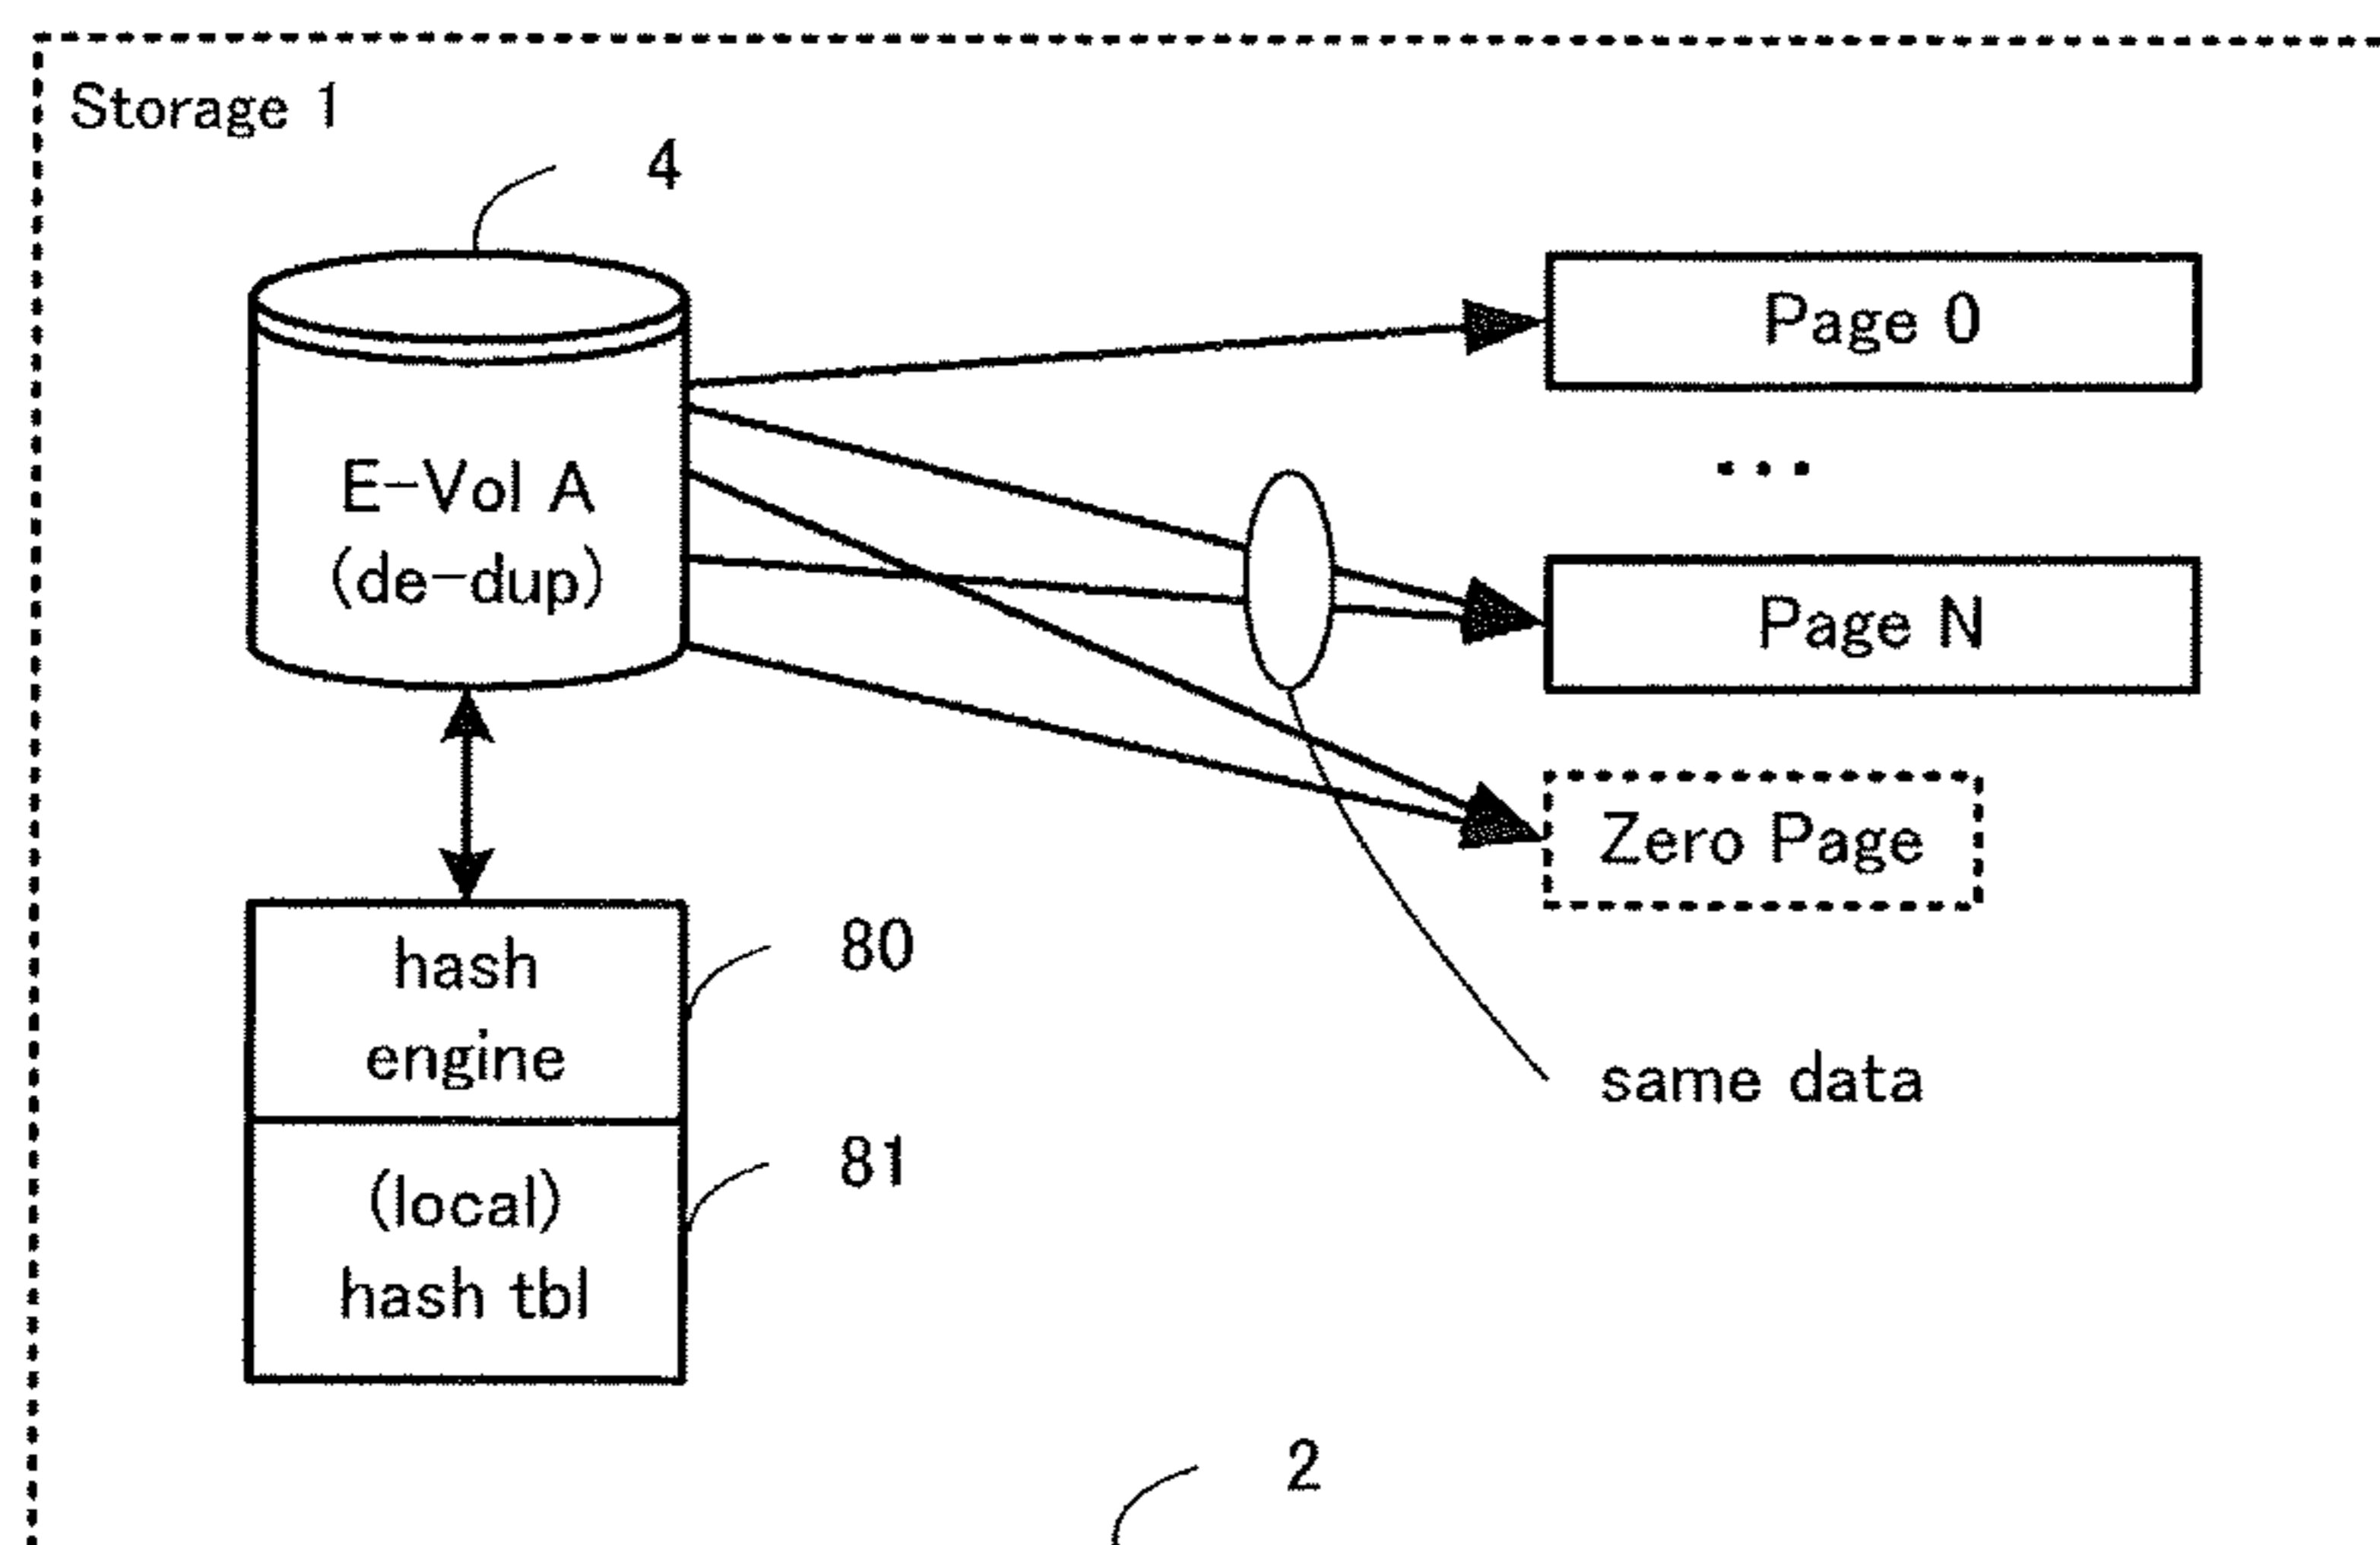 Storage 1
4
Page 0
...
E-Vol A
(de-dup)
Page N
Zero Page
hash
engine
80
same data
(local)
hash tbl
81
2